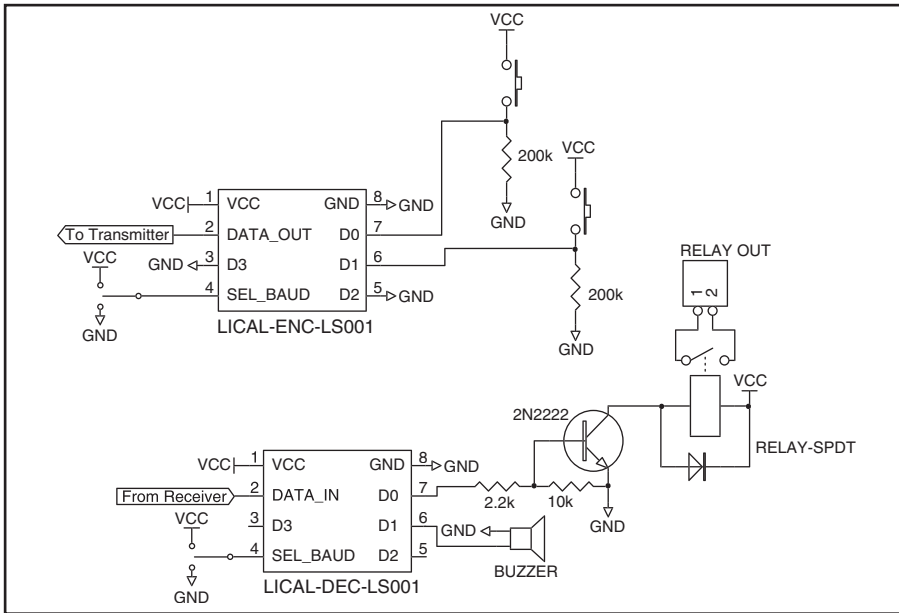 VCC
200k
VCC
GND
VCC 1 VCC GND 8 GND
To Transmitter 2 DATA_OUT D0 7
GND 3 D3 D1 6
VCC
4 SEL_BAUD D2 5 GND
GND
LICAL-ENC-LS001
200k
GND
RELAY OUT
1 2
VCC
RELAY-SPDT
2N2222
VCC 1 VCC GND 8 GND
From Receiver 2 DATA_IN D0 7
2.2k 10k
GND
3 D3 D1 6 GND
VCC
4 SEL_BAUD D2 5
BUZZER
GND
LICAL-DEC-LS001